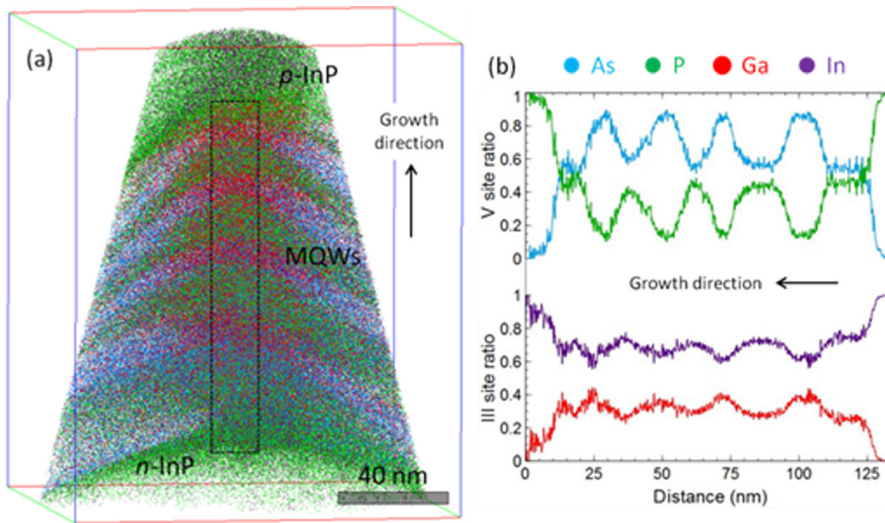 (a)
p-InP
Growth
direction
MQWs
n-InP
40 nm
(b)
As P Ga In
1
0.8
0.6
0.4
0.2
0
V site ratio
Growth direction
1
0.8
0.6
0.4
0.2
0
III site ratio
0 25 50 75 100 125
Distance (nm)